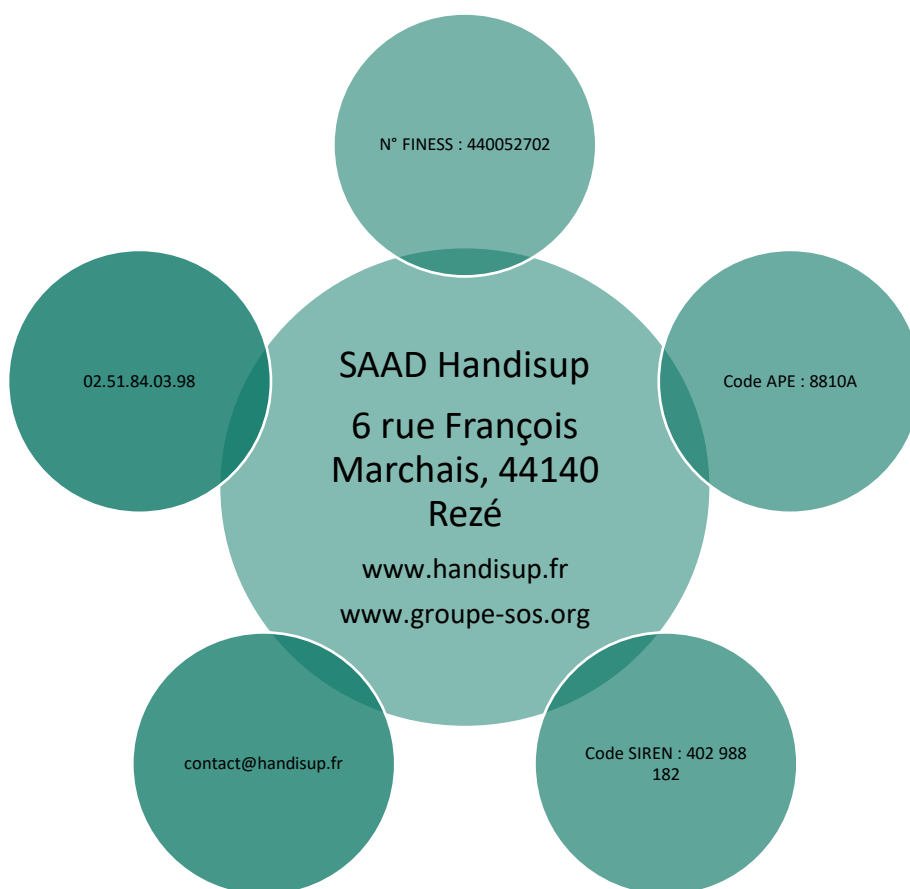 N° FINESS : 440052702
02.51.84.03.98
SAAD Handisup
6 rue François
Marchais, 44140
Rezé
www.handisup.fr
www.groupe-sos.org
Code APE : 8810A
contact@handisup.fr
Code SIREN : 402 988
182